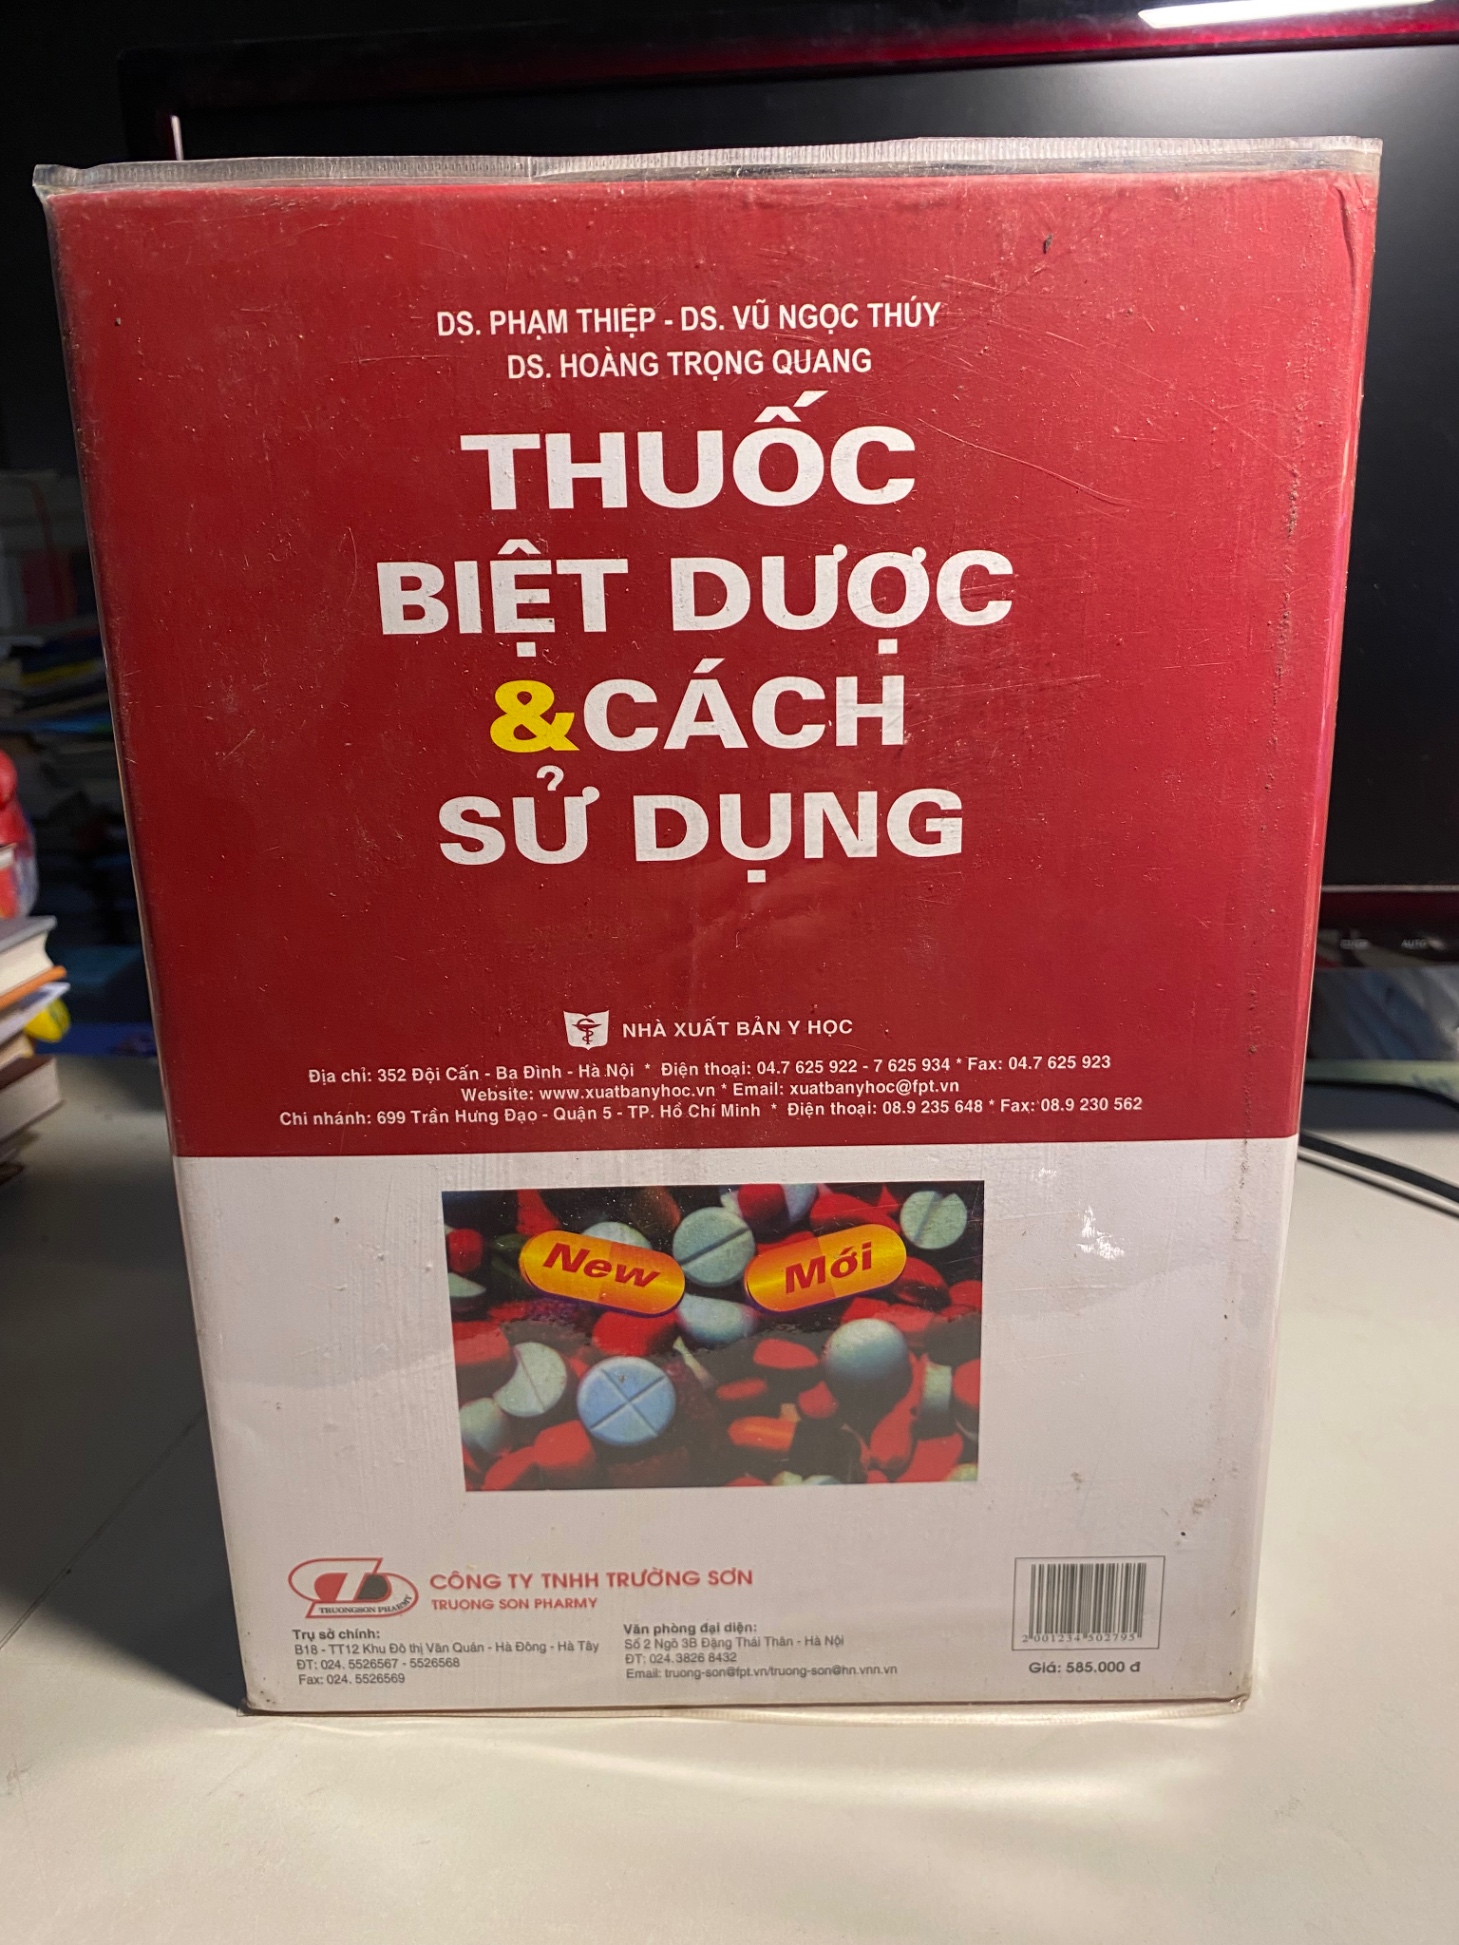 DS. PHẠM THIỆP - DS. VŨ NGỌC THÚY
DS. HOÀNG TRỌNG QUANG
THUỐC
BIỆT DƯỢC
& CÁCH
SỬ DỤNG
NHÀ XUẤT BẢN Y HỌC
Địa chỉ: 352 Đội Cấn - Ba Đình - Hà Nội * Điện thoại: 04.7 625 922 - 7 625 934 * Fax: 04.7 625 923
Website: www.xuatbanyhoc.vn * Email: xuatbanyhoc@fpt.vn
Chi nhánh: 699 Trần Hưng Đạo - Quận 5 - TP. Hồ Chí Minh * Điện thoại: 08.9 235 648 * Fax: 08.9 230 562
New
Mới
TRUONGSON PHARMY
CÔNG TY TNHH TRƯỜNG SƠN
TRUONG SON PHARMY
Trụ sở chính:
B18 - TT12 Khu Đô thị Văn Quán - Hà Đông - Hà Tây
ĐT: 024. 5526567 - 5526568
Fax: 024. 5526569
Văn phòng đại diện:
Số 2 Ngõ 3B Đặng Thái Thân - Hà Nội
ĐT: 024.3826 8432
Email: truong-son@fpt.vn/truong-son@hn.vnn.vn
2 001234 502795
Giá: 585.000 đ
AUTO